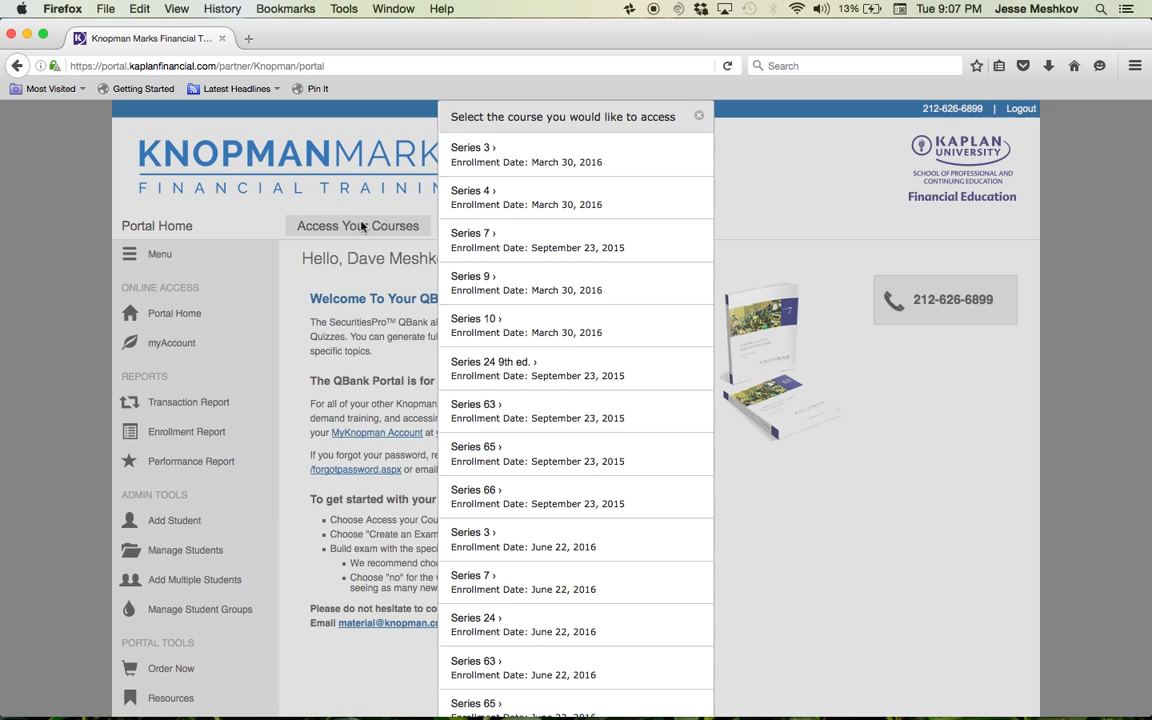 Firefox File Edit View History Bookmarks Tools Window Help 13% Tue 9:07 PM Jesse Meshkov
Knopman Marks Financial T...
https://portal.kaplanfinancial.com/partner/Knopman/portal
Search
Most Visited Getting Started Latest Headlines Pin It
212-626-6899 | Logout
KNOPMANMARK
FINANCIAL TRAININ
KAPLAN
UNIVERSITY
SCHOOL OF PROFESSIONAL AND
CONTINUING EDUCATION
Financial Education
Portal Home
Access Your Courses
Menu
ONLINE ACCESS
Portal Home
myAccount
REPORTS
Transaction Report
Enrollment Report
Performance Report
ADMIN TOOLS
Add Student
Manage Students
Add Multiple Students
Manage Student Groups
PORTAL TOOLS
Order Now
Resources
Hello, Dave Meshk
Welcome To Your QB
The SecuritiesPro™ QBank al
Quizzes. You can generate ful
specific topics.
The QBank Portal is for
For all of your other Knopman
demand training, and accessin
your MyKnopman Account at
If you forgot your password, re
/forgotpassword.aspx or email
To get started with your
Choose Access your Cou
Choose "Create an Exam
Build exam with the speci
We recommend choo
Choose "no" for the
seeing as many new
Please do not hesitate to co
Email material@knopman.co
Select the course you would like to access
Series 3 ›
Enrollment Date: March 30, 2016
Series 4 ›
Enrollment Date: March 30, 2016
Series 7 ›
Enrollment Date: September 23, 2015
Series 9 ›
Enrollment Date: March 30, 2016
Series 10 ›
Enrollment Date: March 30, 2016
Series 24 9th ed. ›
Enrollment Date: September 23, 2015
Series 63 ›
Enrollment Date: September 23, 2015
Series 65 ›
Enrollment Date: September 23, 2015
Series 66 ›
Enrollment Date: September 23, 2015
Series 3 ›
Enrollment Date: June 22, 2016
Series 7 ›
Enrollment Date: June 22, 2016
Series 24 ›
Enrollment Date: June 22, 2016
Series 63 ›
Enrollment Date: June 22, 2016
Series 65 ›
Enrollment Date: June 22, 2016
212-626-6899
7